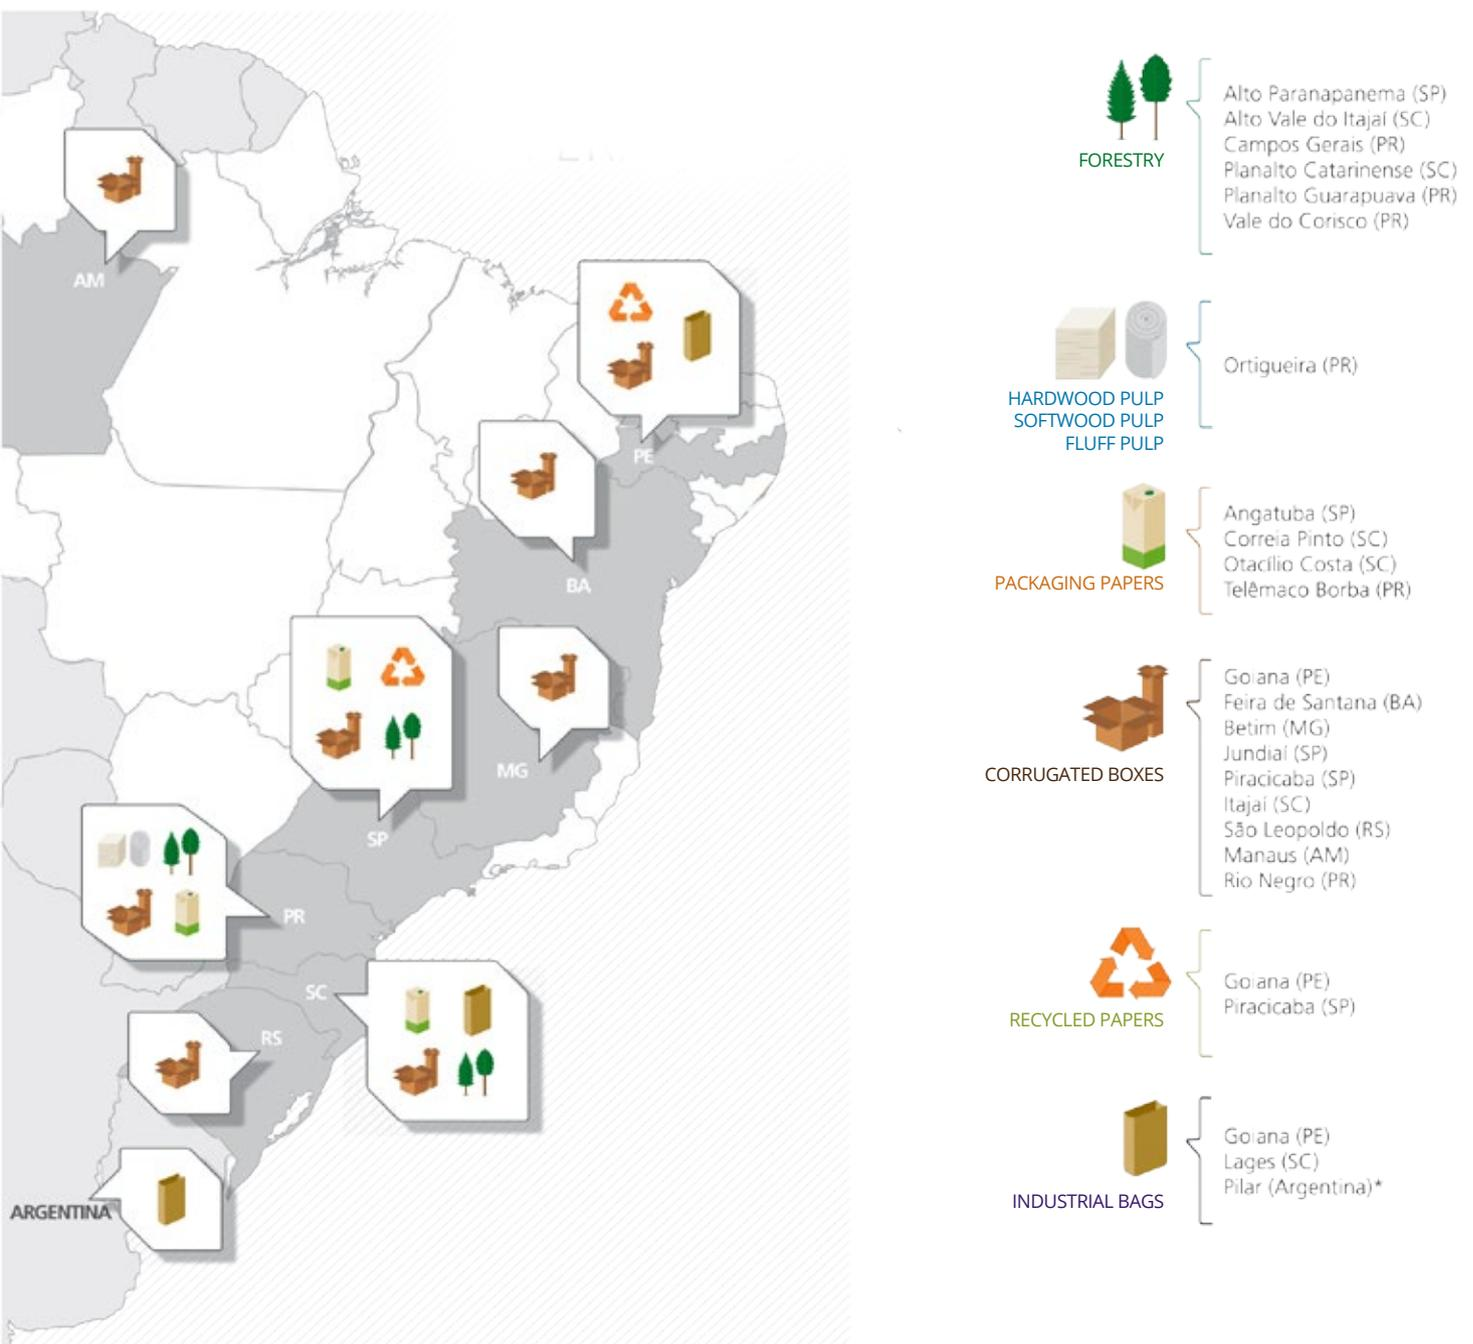 AM
PE
BA
MG
SP
PR
SC
RS
ARGENTINA
FORESTRY
Alto Paranapanema (SP)
Alto Vale do Itajaí (SC)
Campos Gerais (PR)
Planalto Catarinense (SC)
Planalto Guarapuava (PR)
Vale do Corisco (PR)
HARDWOOD PULP
SOFTWOOD PULP
FLUFF PULP
Ortigueira (PR)
PACKAGING PAPERS
Angatuba (SP)
Correia Pinto (SC)
Otacílio Costa (SC)
Telêmaco Borba (PR)
CORRUGATED BOXES
Goiana (PE)
Feira de Santana (BA)
Betim (MG)
Jundiaí (SP)
Piracicaba (SP)
Itajaí (SC)
São Leopoldo (RS)
Manaus (AM)
Rio Negro (PR)
RECYCLED PAPERS
Goiana (PE)
Piracicaba (SP)
INDUSTRIAL BAGS
Goiana (PE)
Lages (SC)
Pilar (Argentina)*